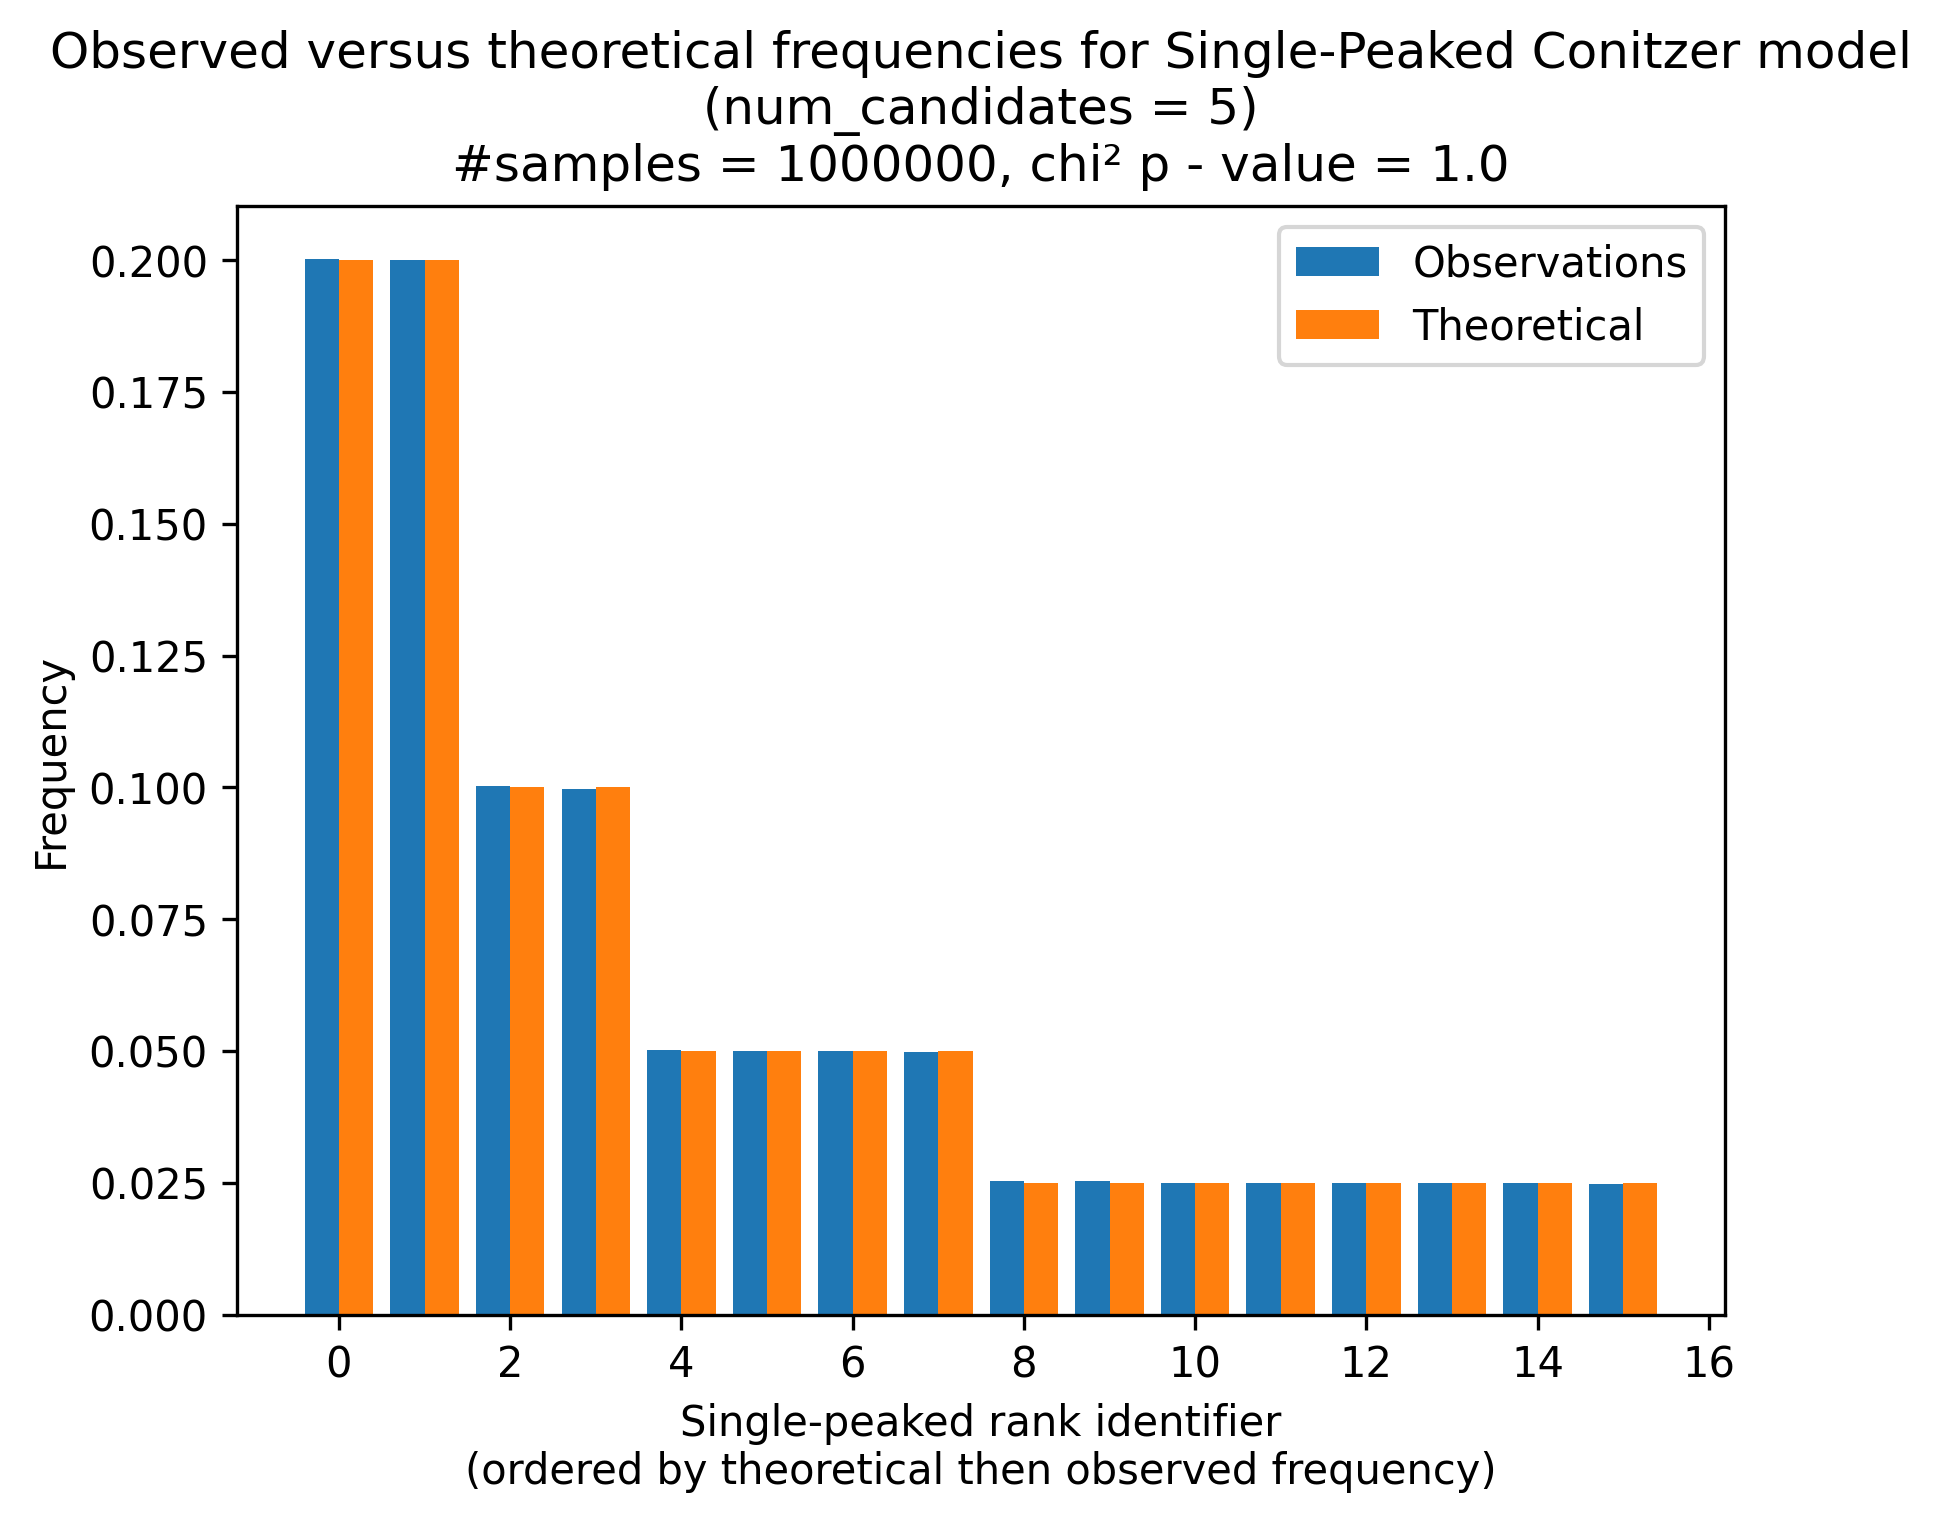 Observed versus theoretical frequencies for Single-Peaked Conitzer model
(num_candidates = 5)
#samples = 1000000, chi² p - value = 1.0
Observations
Theoretical
Frequency
0.200
0.175
0.150
0.125
0.100
0.075
0.050
0.025
0.000
0 2 4 6 8 10 12 14 16
Single-peaked rank identifier
(ordered by theoretical then observed frequency)